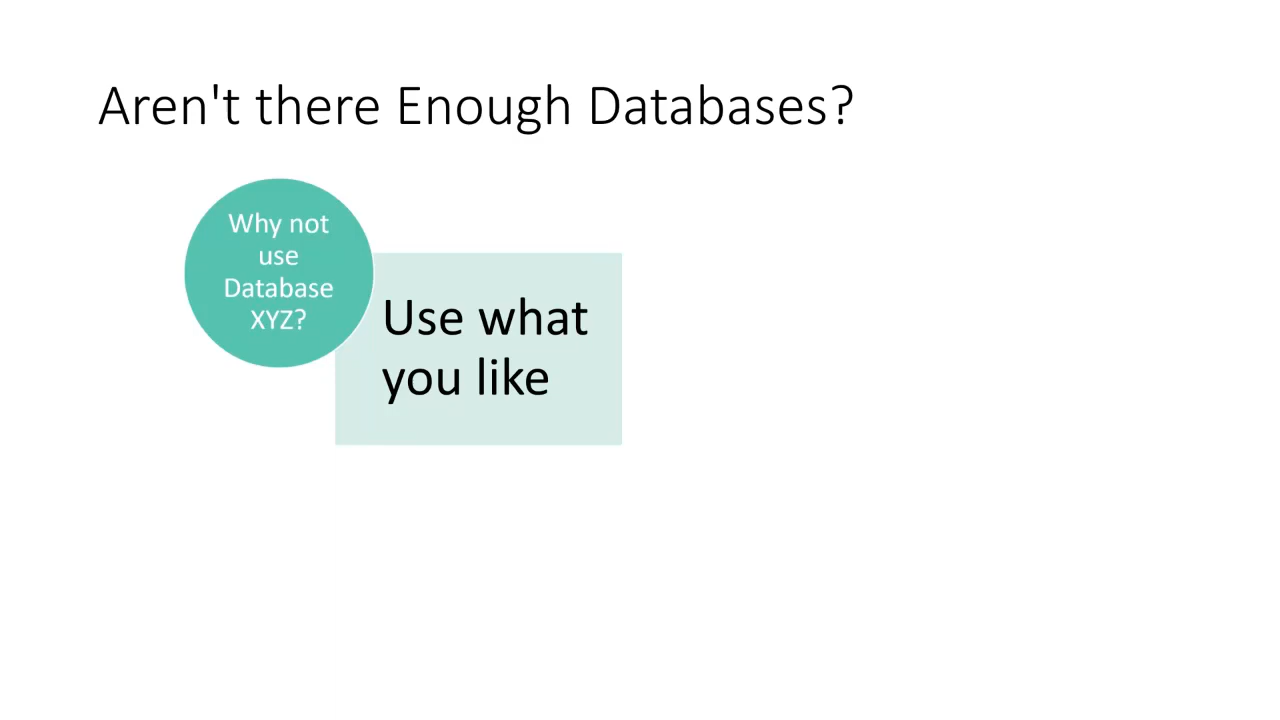 Aren't there Enough Databases?
Why not
use
Database
XYZ?
Use what
you like